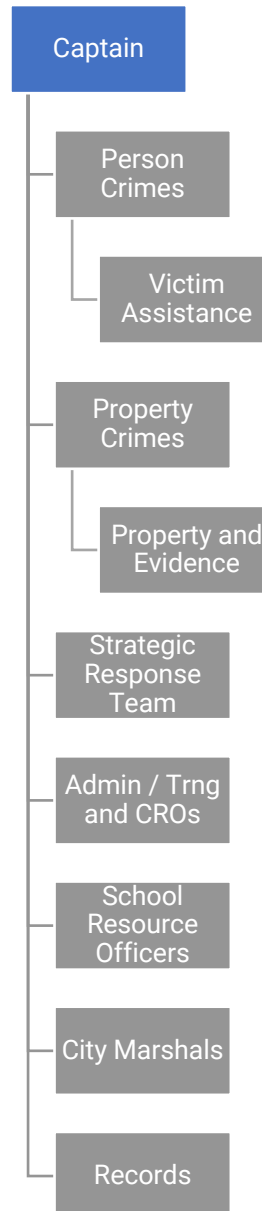 Captain
Person
Crimes
Victim
Assistance
Property
Crimes
Property and
Evidence
Strategic
Response
Team
Admin / Trng
and CROs
School
Resource
Officers
City Marshals
Records